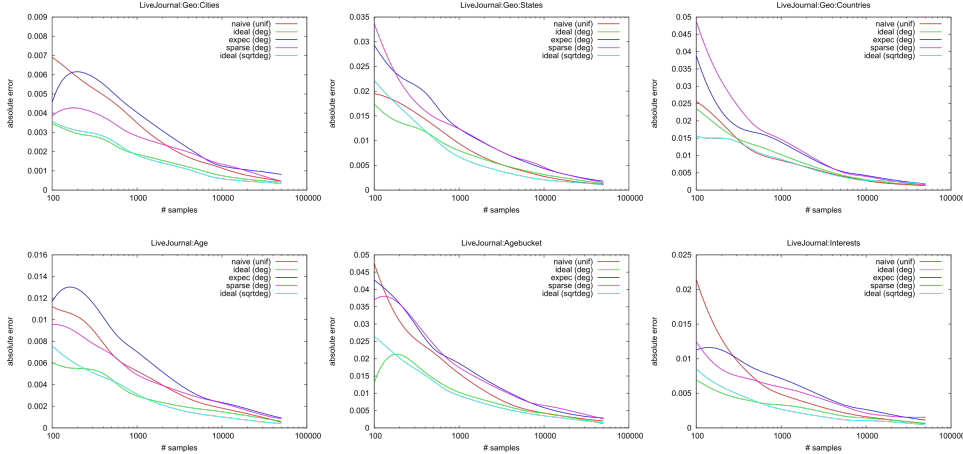 LiveJournal:Geo:Cities
naive (unif)
ideal (deg)
expec (deg)
sparse (deg)
ideal (sqrtdeg)
absolute error
0.009
0.008
0.007
0.006
0.005
0.004
0.003
0.002
0.001
0
100
1000
10000
100000
# samples
LiveJournal:Geo:States
naive (unif)
ideal (deg)
expec (deg)
sparse (deg)
ideal (sqrtdeg)
absolute error
0.035
0.03
0.025
0.02
0.015
0.01
0.005
0
100
1000
10000
100000
# samples
LiveJournal:Geo:Countries
naive (unif)
ideal (deg)
expec (deg)
sparse (deg)
ideal (sqrtdeg)
absolute error
0.05
0.045
0.04
0.035
0.03
0.025
0.02
0.015
0.01
0.005
0
100
1000
10000
100000
# samples
LiveJournal:Age
naive (unif)
ideal (deg)
expec (deg)
sparse (deg)
ideal (sqrtdeg)
absolute error
0.016
0.014
0.012
0.01
0.008
0.006
0.004
0.002
0
100
1000
10000
100000
# samples
LiveJournal:Agebucket
naive (unif)
ideal (deg)
expec (deg)
sparse (deg)
ideal (sqrtdeg)
absolute error
0.05
0.045
0.04
0.035
0.03
0.025
0.02
0.015
0.01
0.005
0
100
1000
10000
100000
# samples
LiveJournal:Interests
naive (unif)
ideal (deg)
expec (deg)
sparse (deg)
ideal (sqrtdeg)
absolute error
0.025
0.02
0.015
0.01
0.005
0
100
1000
10000
100000
# samples